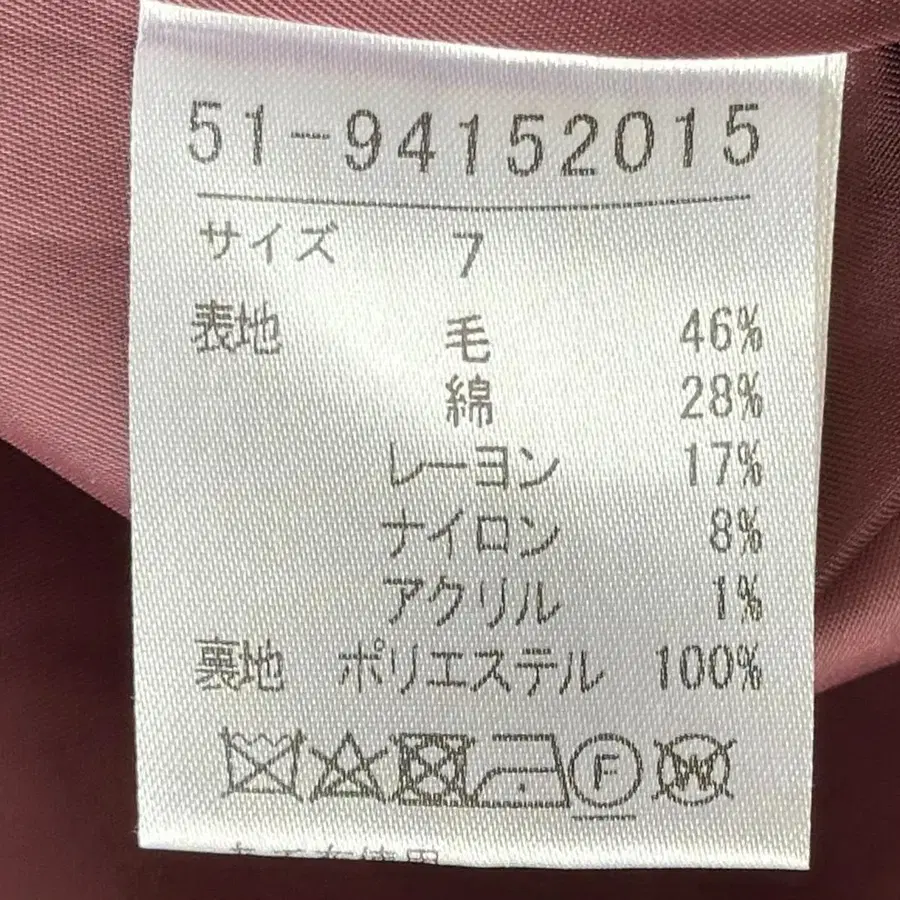 51-94152015
サイズ 7
表地 毛 46%
綿 28%
レーヨン 17%
ナイロン 8%
アクリル 1%
裏地 ポリエステル 100%
F W